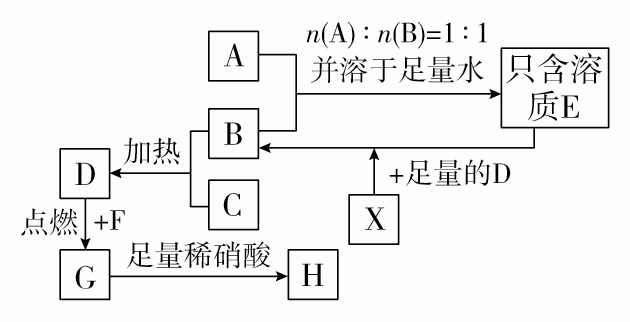 A
n(A)∶n(B)=1∶1
并溶于足量水
只含溶
质E
B
加热
D
+足量的D
C
X
点燃
+F
足量稀硝酸
G
H